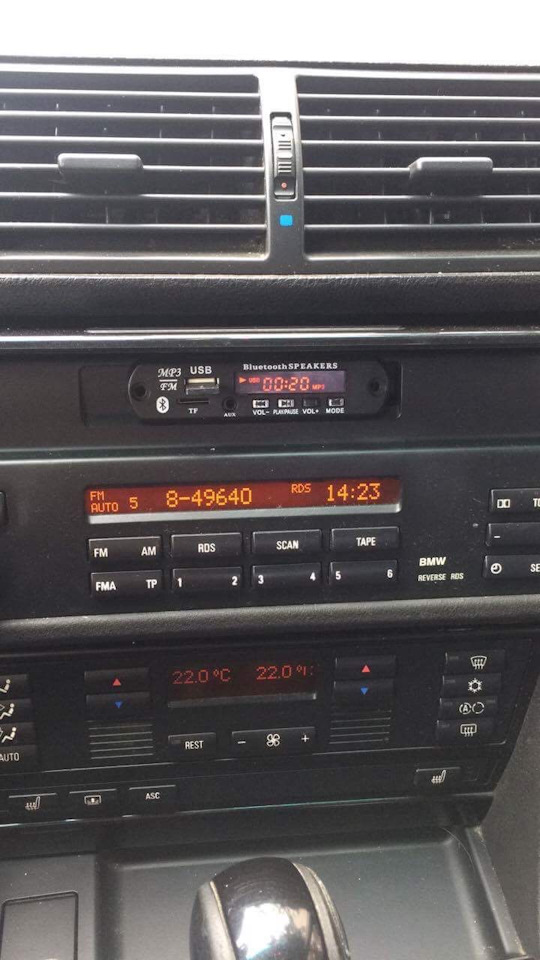 MP3
FM
USB
TF
AUX
Bluetooth SPEAKERS
USB 00:20 MP3
VOL- PLAY/PAUSE VOL+ MODE
FM
AUTO 5 8-49640 RDS 14:23
FM AM
RDS
SCAN
TAPE
FMA TP
1 2
3 4
5 6
BMW
REVERSE RDS
22.0 °C 22.0
REST
- +
AUTO
ASC